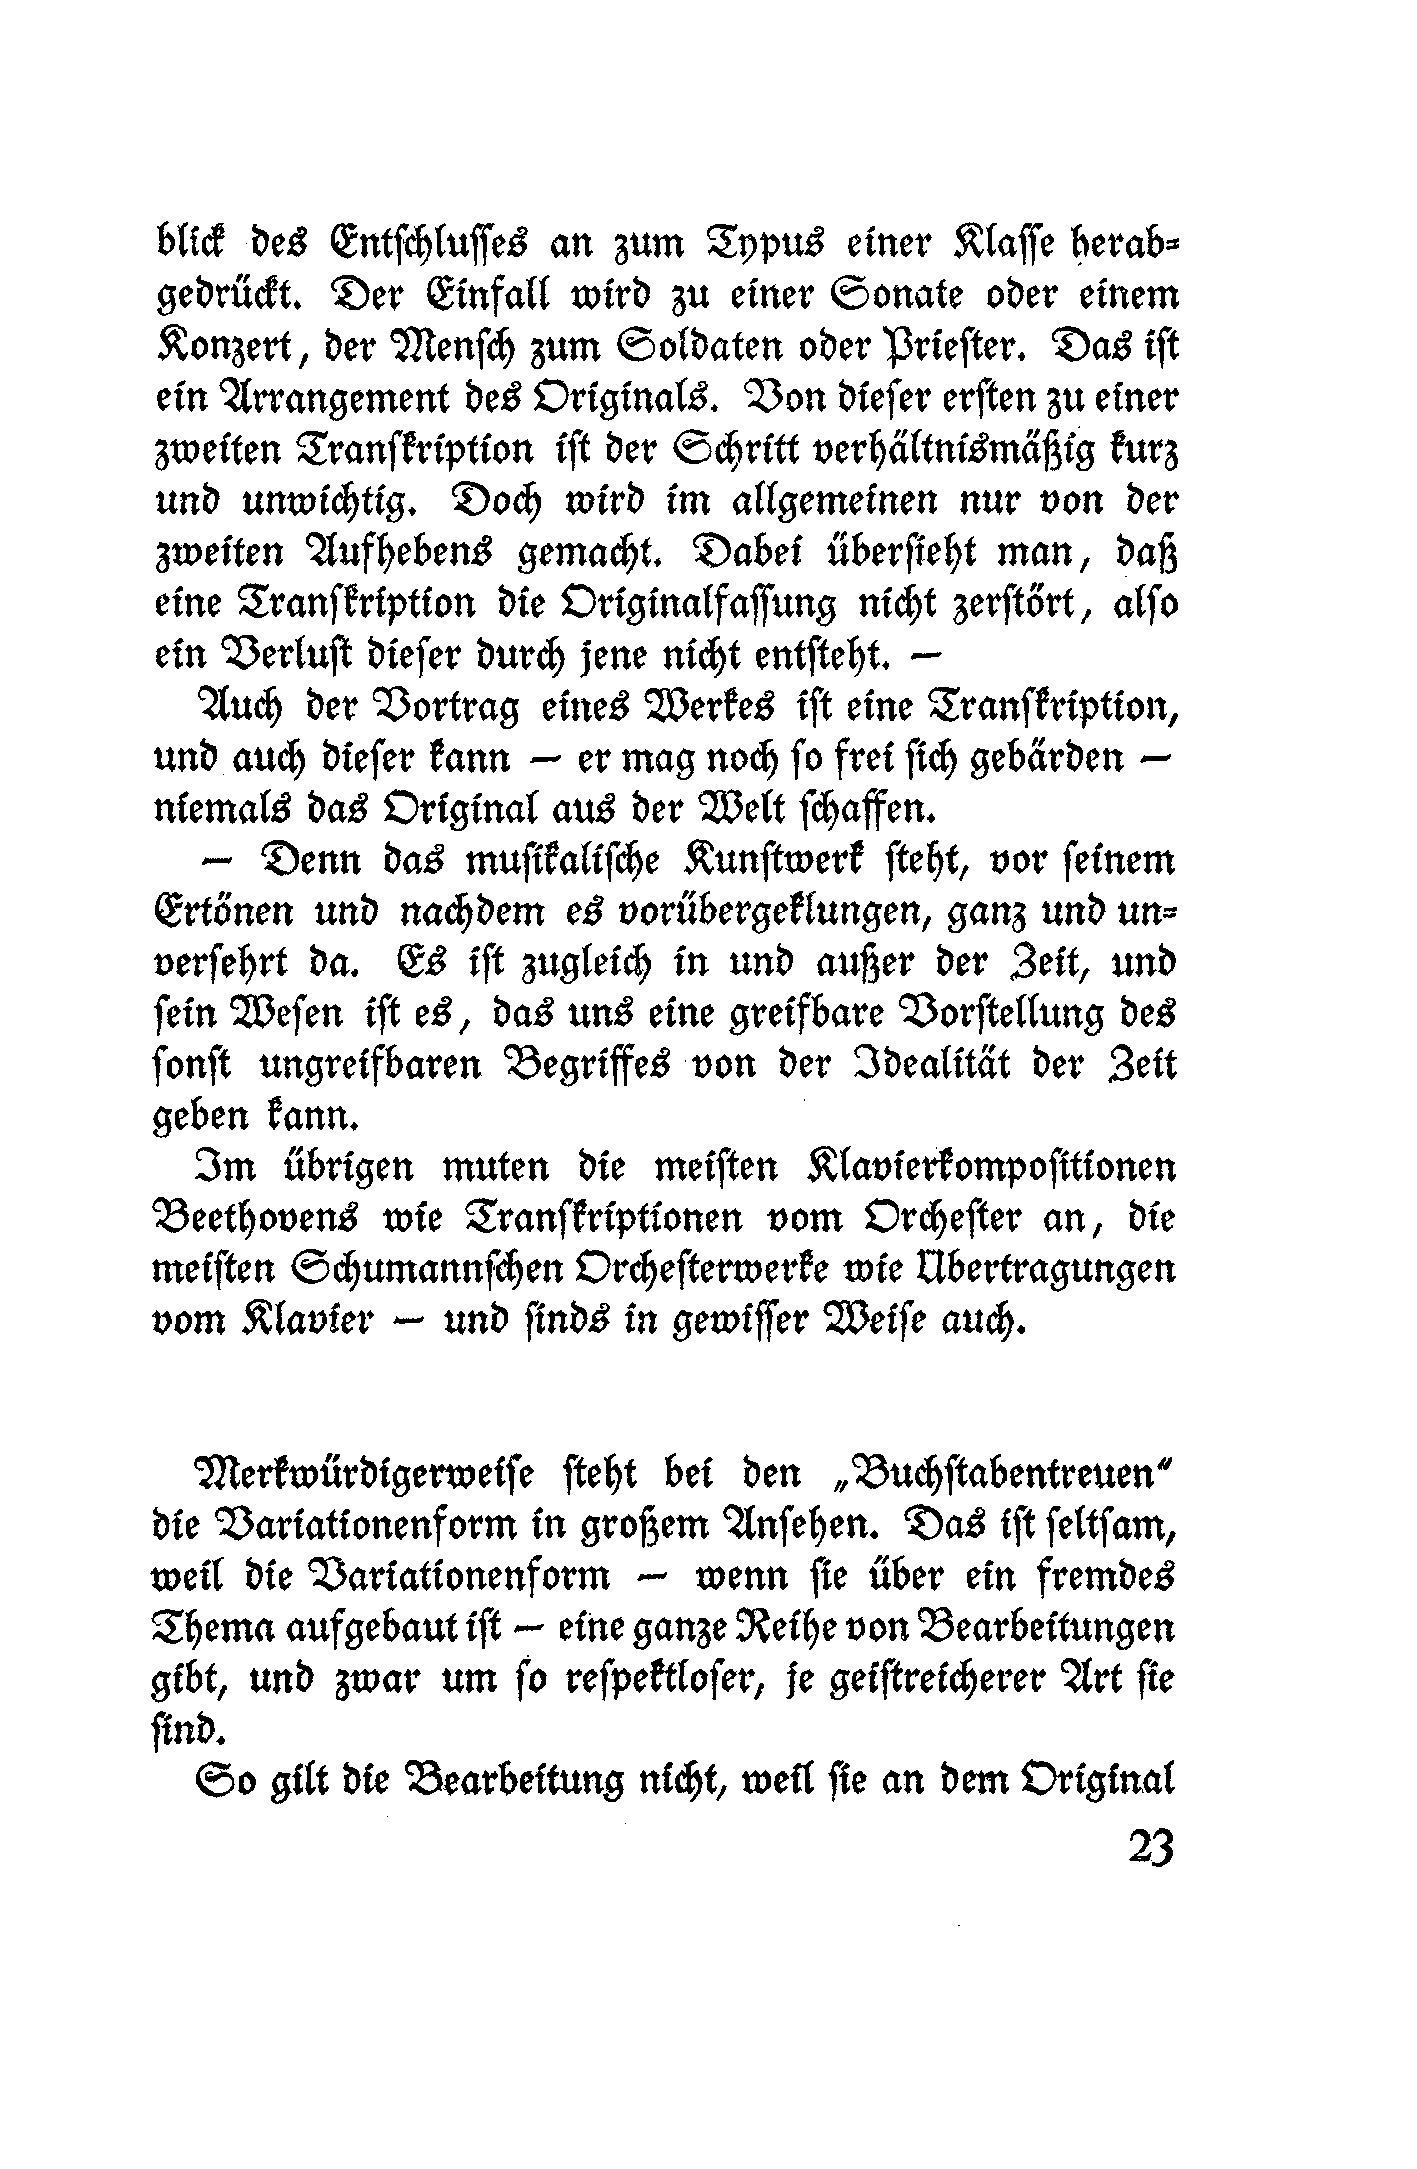 blick des Entschlusses an zum Typus einer Klasse herab-
gedrückt. Der Einfall wird zu einer Sonate oder einem
Konzert, der Mensch zum Soldaten oder Priester. Das ist
ein Arrangement des Originals. Von dieser ersten zu einer
zweiten Transkription ist der Schritt verhältnismäßig kurz
und unwichtig. Doch wird im allgemeinen nur von der
zweiten Aufhebens gemacht. Dabei übersieht man, daß
eine Transkription die Originalfassung nicht zerstört, also
ein Verlust dieser durch jene nicht entsteht. —
Auch der Vortrag eines Werkes ist eine Transkription,
und auch dieser kann — er mag noch so frei sich gebärden —
niemals das Original aus der Welt schaffen.
— Denn das musikalische Kunstwerk steht, vor seinem
Ertönen und nachdem es vorübergeklungen, ganz und un-
versehrt da. Es ist zugleich in und außer der Zeit, und
sein Wesen ist es, das uns eine greifbare Vorstellung des
sonst ungreifbaren Begriffes von der Idealität der Zeit
geben kann.
Im übrigen muten die meisten Klavierkompositionen
Beethovens wie Transkriptionen vom Orchester an, die
meisten Schumannschen Orchesterwerke wie Übertragungen
vom Klavier — und sinds in gewisser Weise auch.
Merkwürdigerweise steht bei den „Buchstabentreuen“
die Variationenform in großem Ansehen. Das ist seltsam,
weil die Variationenform — wenn sie über ein fremdes
Thema aufgebaut ist — eine ganze Reihe von Bearbeitungen
gibt, und zwar um so respektloser, je geistreicherer Art sie
sind.
So gilt die Bearbeitung nicht, weil sie an dem Original
23